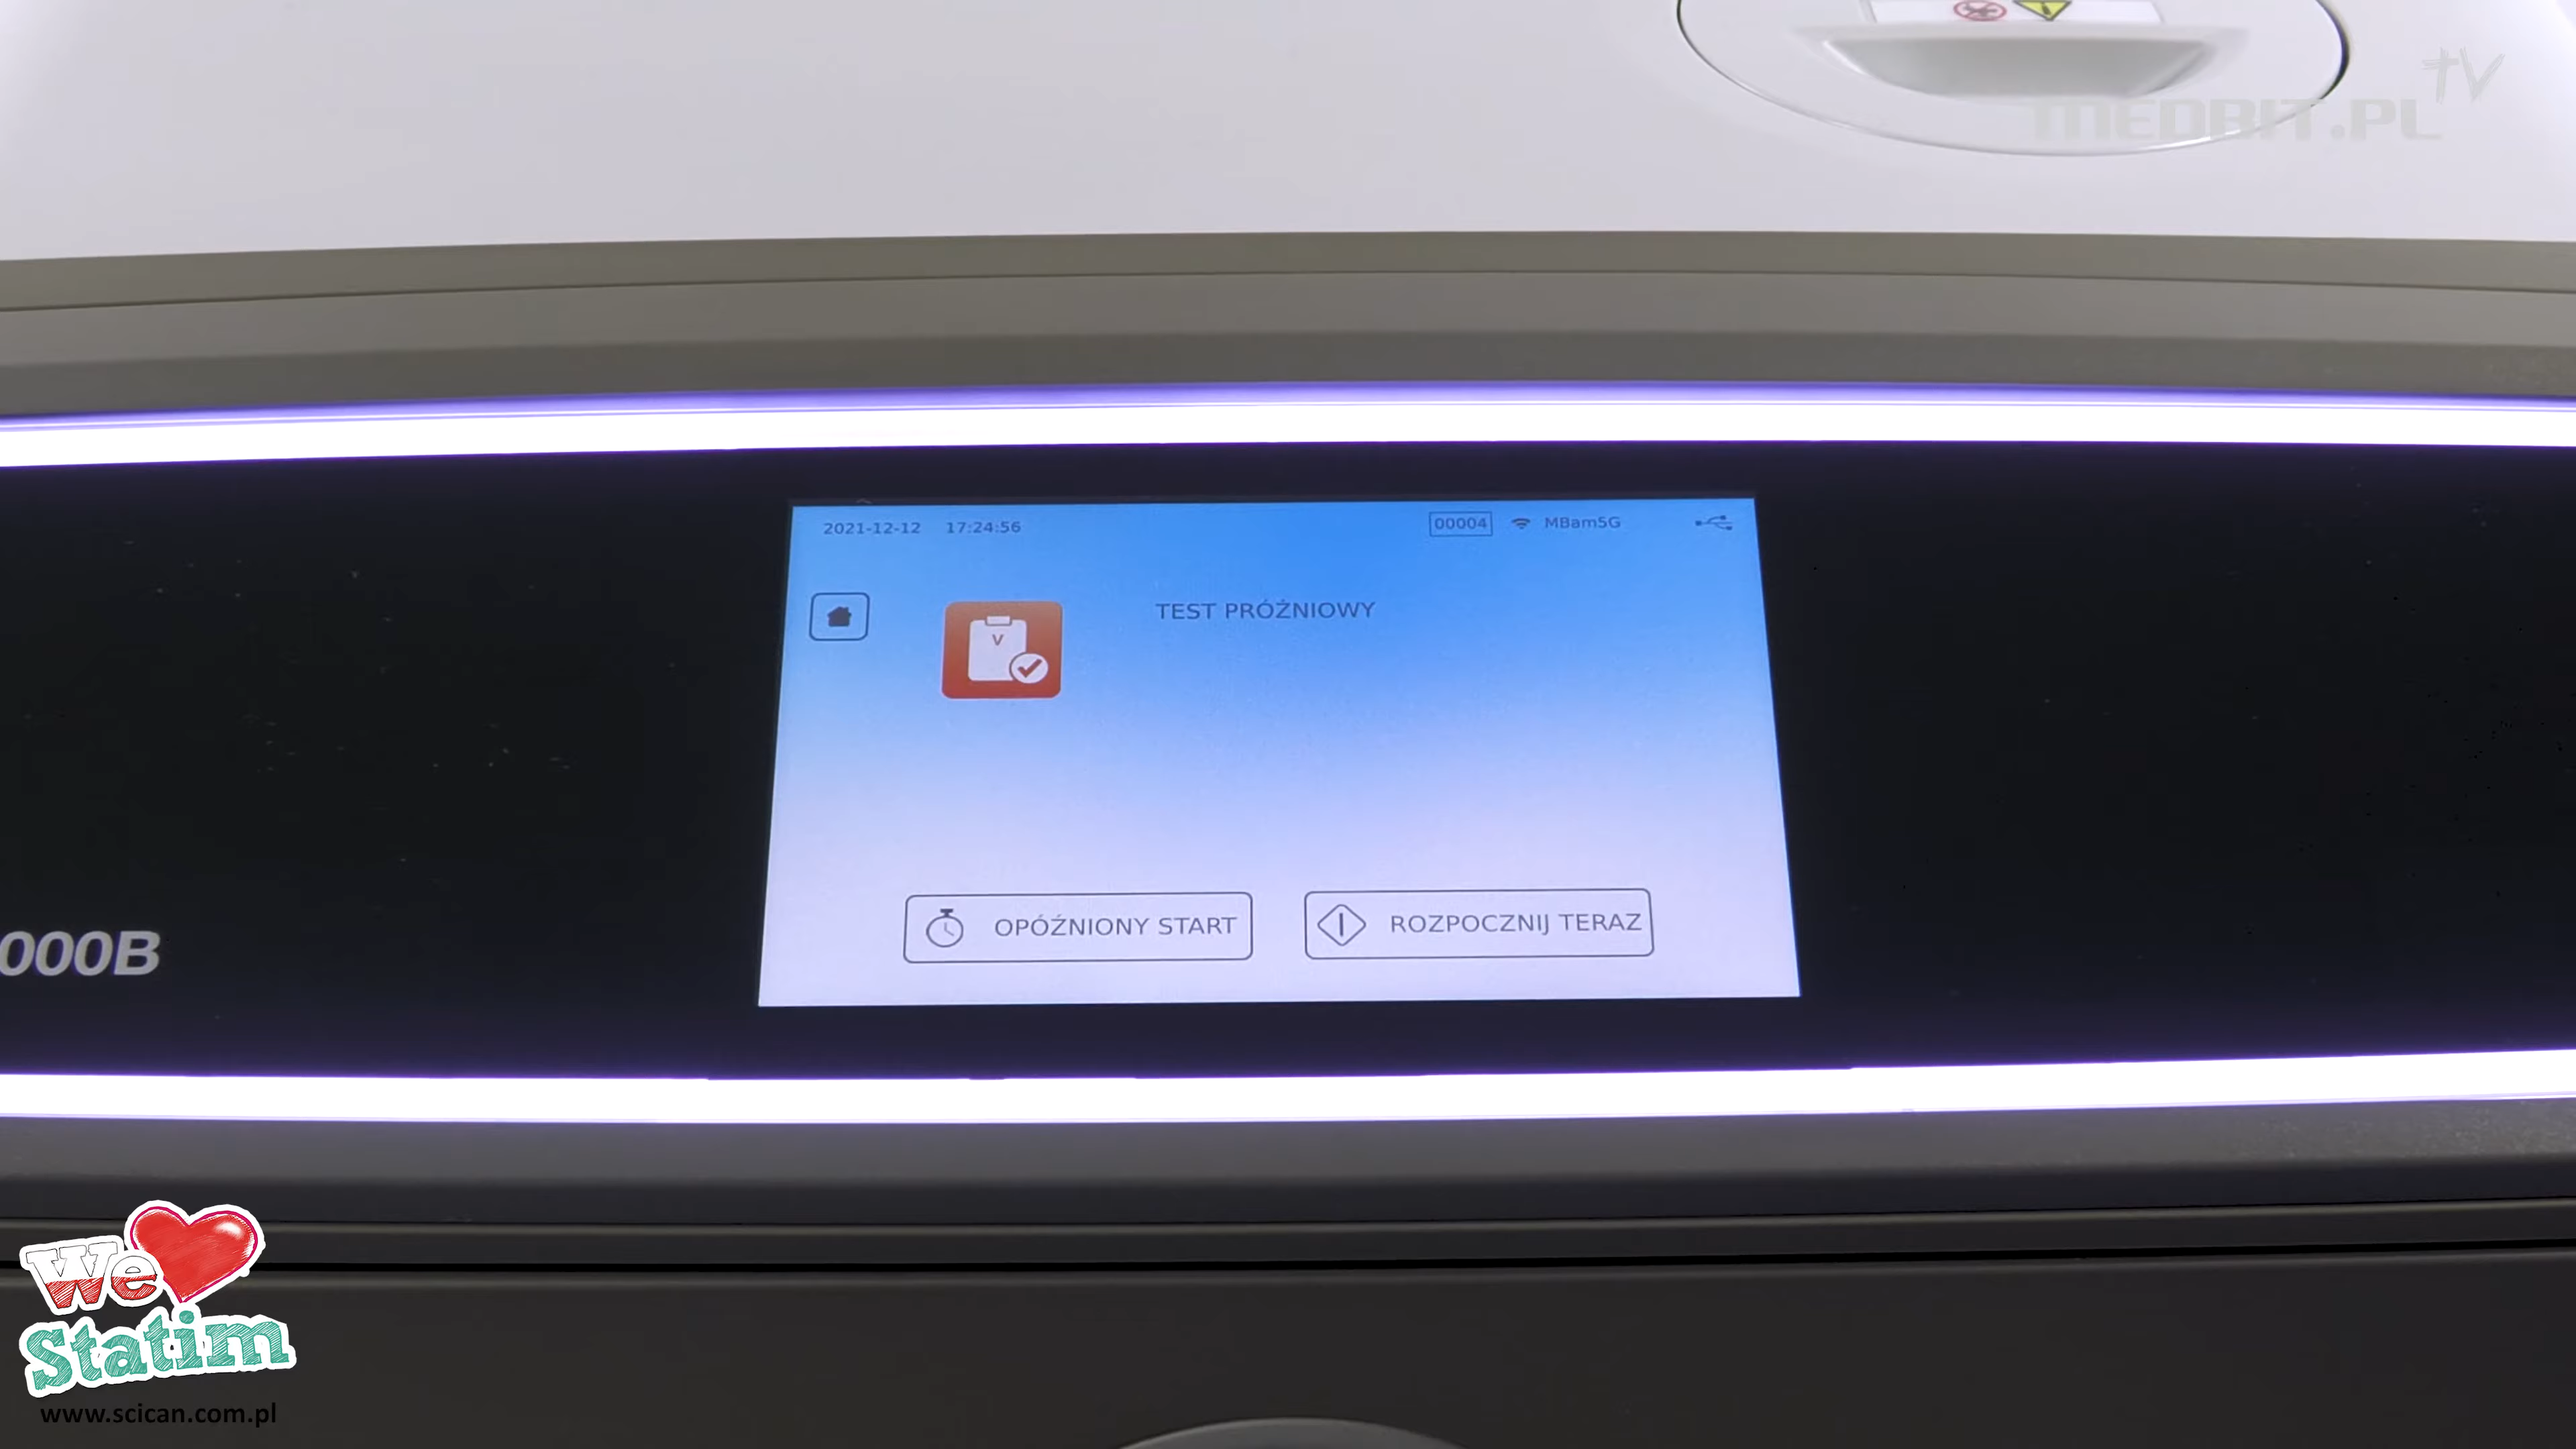 MEDBIT.PL tv
2021-12-12 17:24:56 00004 MBam5G
V
TEST PRÓŻNIOWY
OPÓŹNIONY START ROZPOCZNIJ TERAZ
000B
We
Statim
www.scican.com.pl